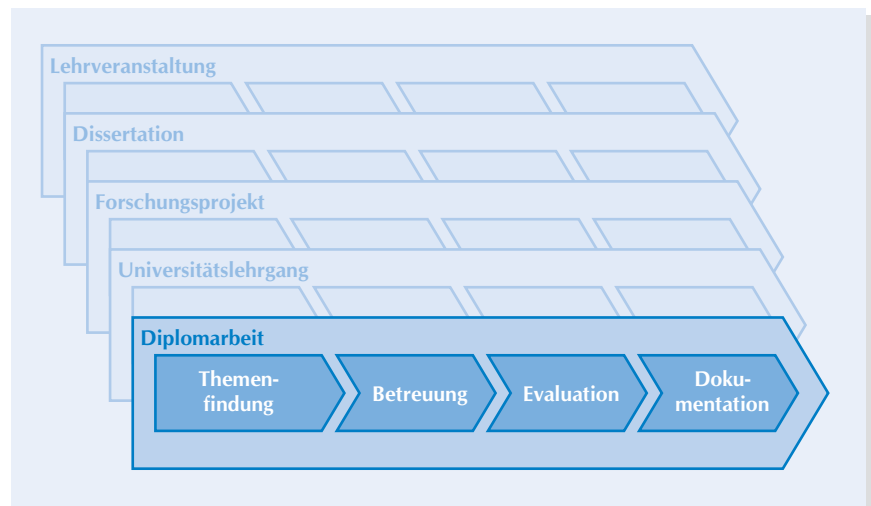 Lehrveranstaltung
Dissertation
Forschungsprojekt
Universitätslehrgang
Diplomarbeit
Themen-
findung
Betreuung
Evaluation
Doku-
mentation